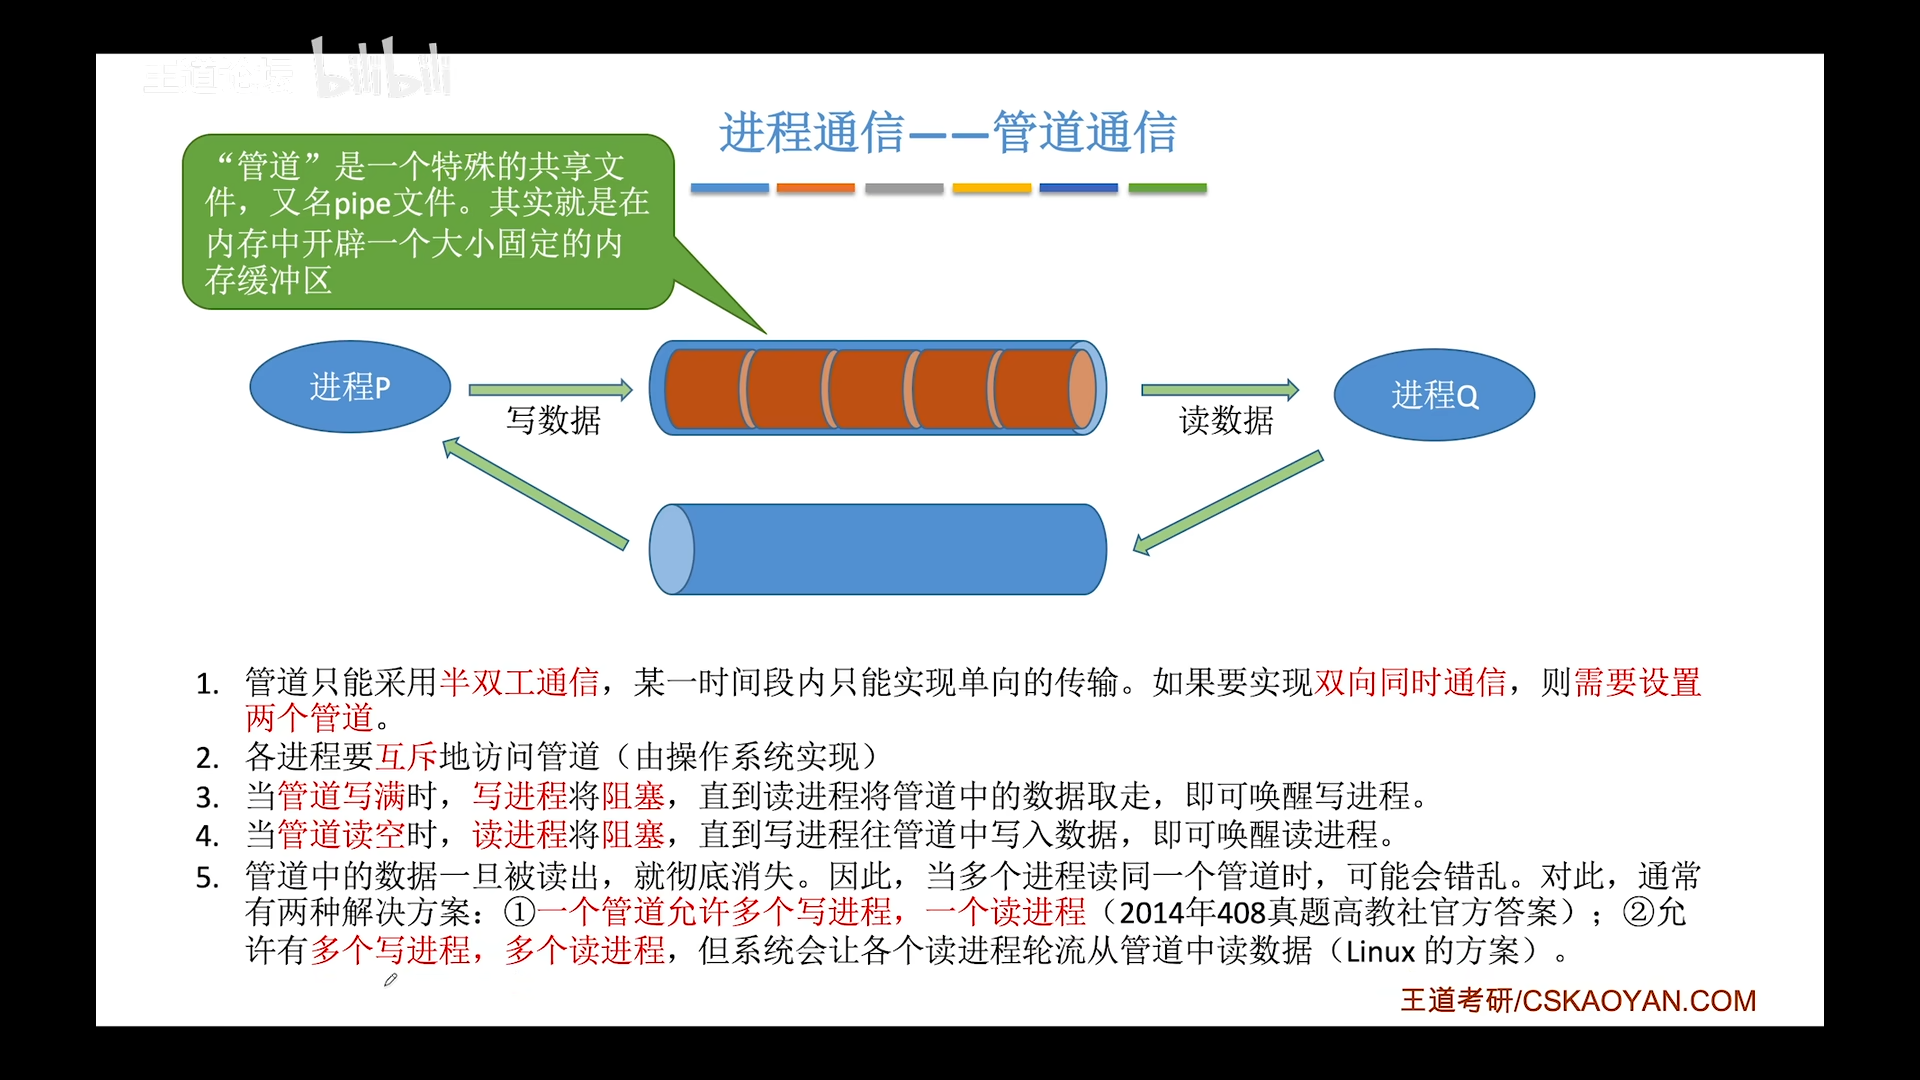 王道论坛 bilibili
进程通信——管道通信
“管道”是一个特殊的共享文
件，又名pipe文件。其实就是在
内存中开辟一个大小固定的内
存缓冲区
进程P
写数据
读数据
进程Q
1. 管道只能采用半双工通信，某一时间段内只能实现单向的传输。如果要实现双向同时通信，则需要设置
两个管道。
2. 各进程要互斥地访问管道（由操作系统实现）
3. 当管道写满时，写进程将阻塞，直到读进程将管道中的数据取走，即可唤醒写进程。
4. 当管道读空时，读进程将阻塞，直到写进程往管道中写入数据，即可唤醒读进程。
5. 管道中的数据一旦被读出，就彻底消失。因此，当多个进程读同一个管道时，可能会错乱。对此，通常
有两种解决方案：①一个管道允许多个写进程，一个读进程（2014年408真题高教社官方答案）；②允
许有多个写进程，多个读进程，但系统会让各个读进程轮流从管道中读数据（Linux 的方案）。
王道考研/CSKAOYAN.COM